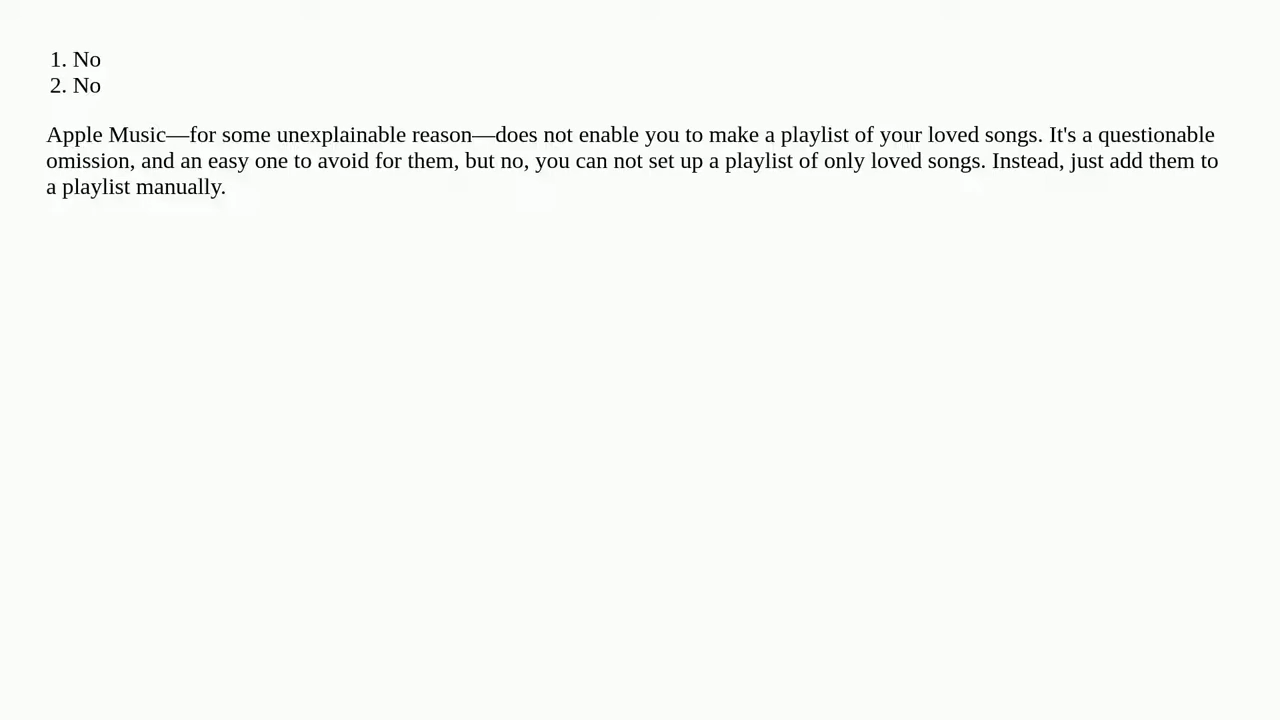 1. No
2. No
Apple Music—for some unexplainable reason—does not enable you to make a playlist of your loved songs. It's a questionable
omission, and an easy one to avoid for them, but no, you can not set up a playlist of only loved songs. Instead, just add them to
a playlist manually.